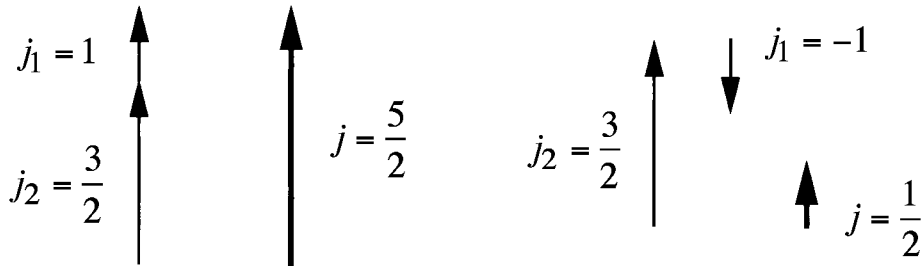 j₁ = 1
j₂ = 3/2
j = 5/2
j₂ = 3/2
j₁ = −1
j = 1/2